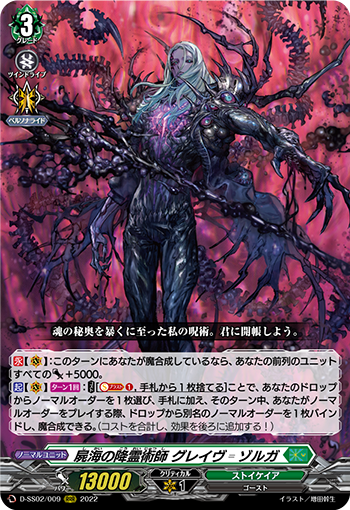 3
グレード
ツインドライブ
ペルソナライド
魂の秘奥を暴くに至った私の呪術。君に開帳しよう。
永【】：このターンにあなたが魔合成しているなら、あなたの前列のユニット
すべての+5000。
起【】【ターン1回】：【(1)，手札から１枚捨てる】ことで、あなたのドロップ
からノーマルオーダーを１枚選び、手札に加え、そのターン中、あなたがノー
マルオーダーをプレイする際、ドロップから別名のノーマルオーダーを１枚バイン
ドし、魔合成できる。（コストを合計し、効果を後ろに追加する！）
ノーマルユニット
屍海の降霊術師 グレイヴ＝ゾルガ
パワー
13000
クリティカル
1
ストイケイア
ゴースト
D-SS02/009 RRR 2022
イラスト／増田幹生